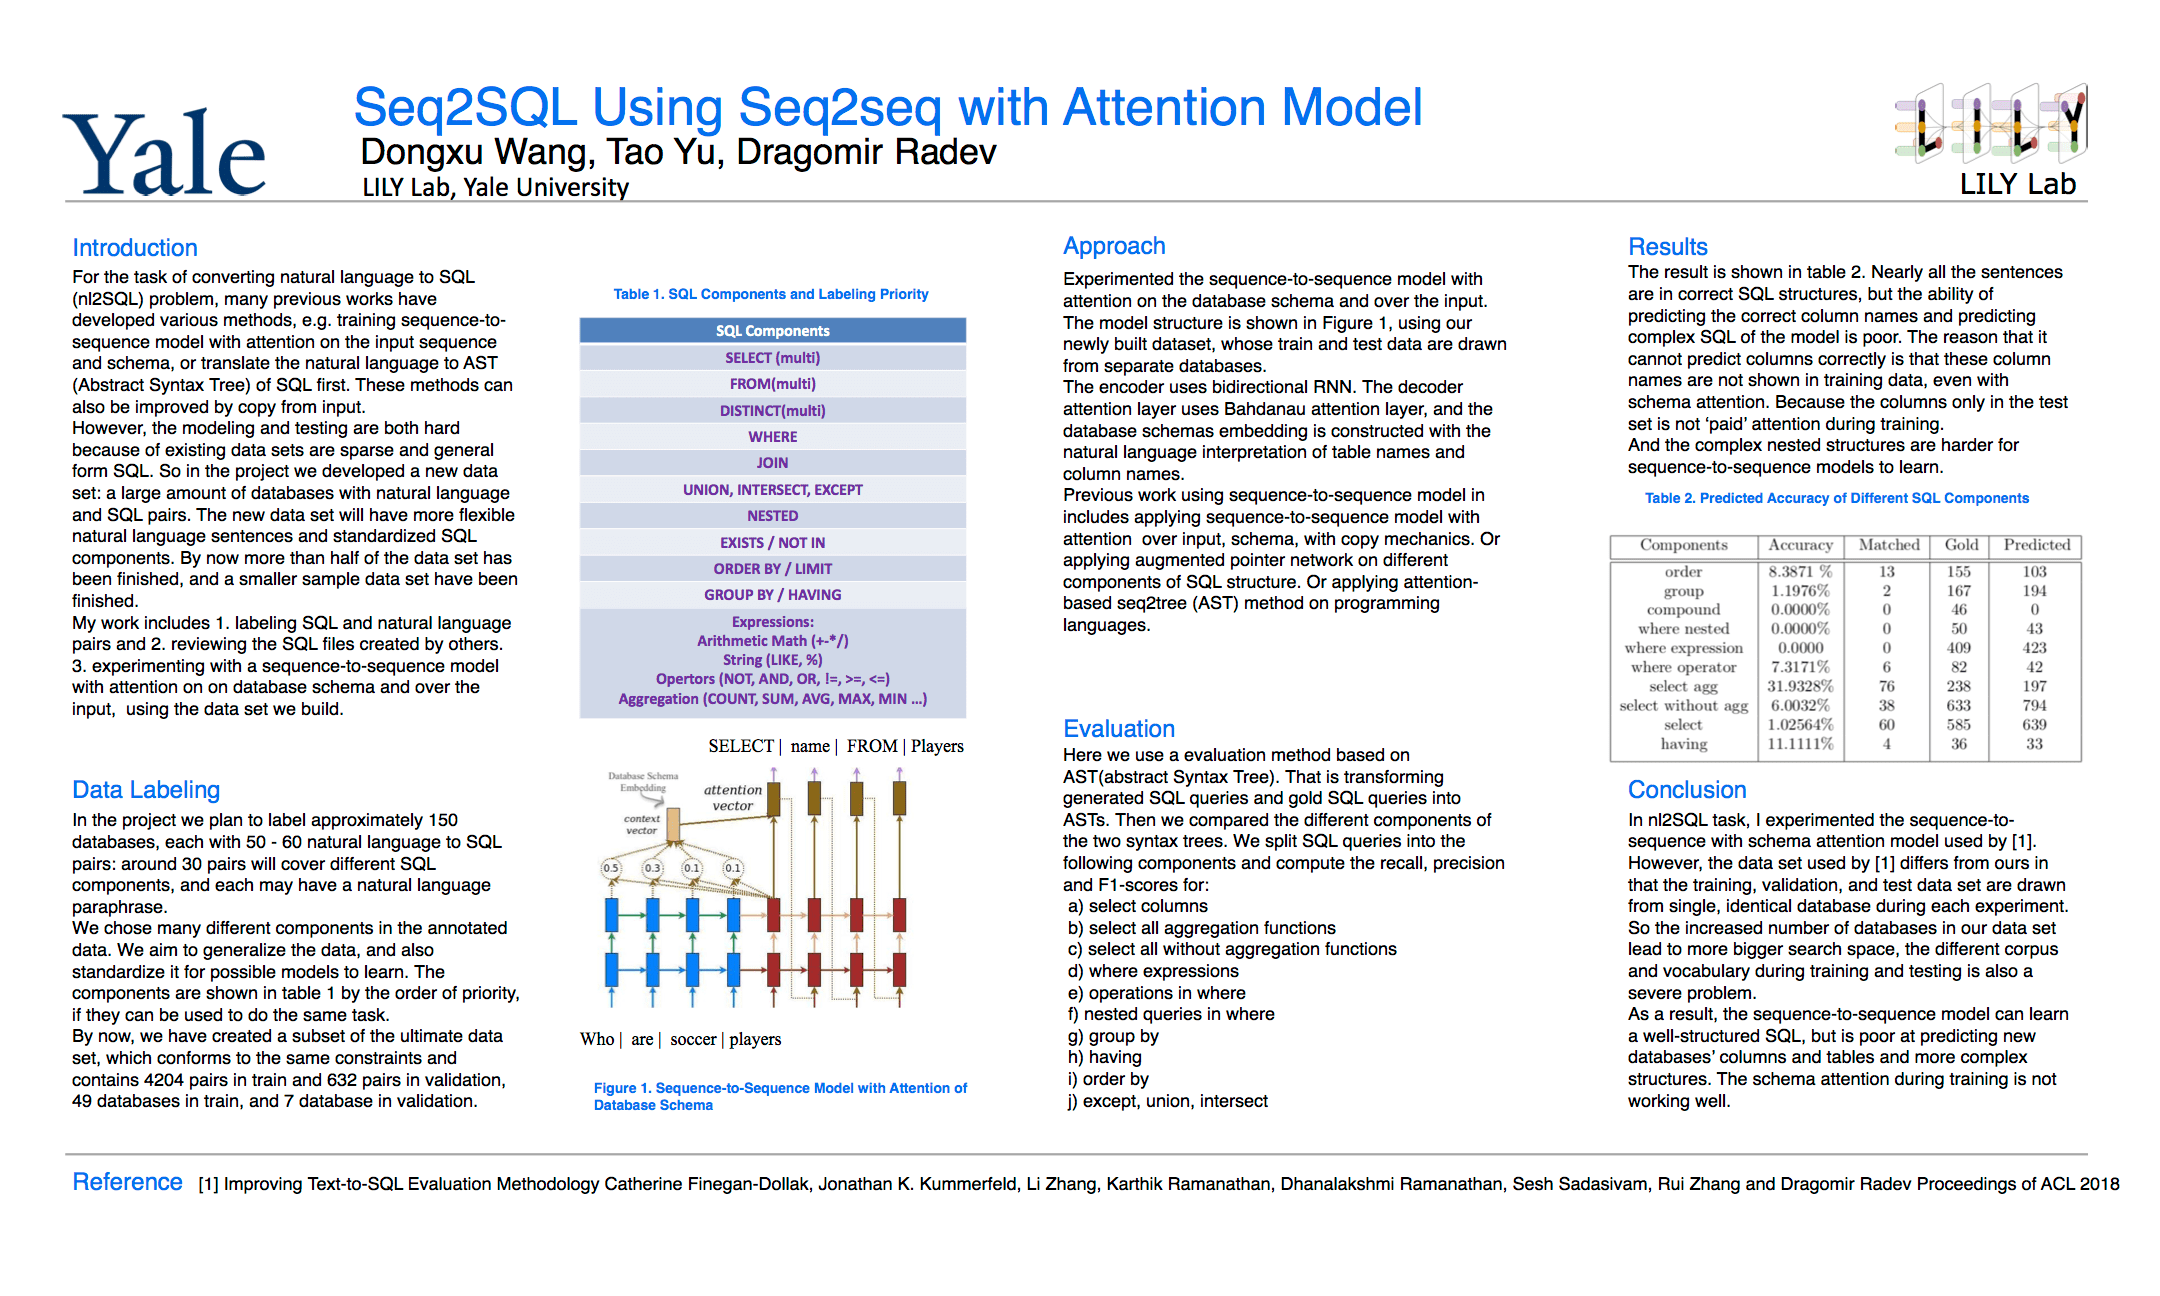 Yale
Seq2SQL Using Seq2seq with Attention Model
Dongxu Wang, Tao Yu, Dragomir Radev
LILY Lab, Yale University
LILY
LILY Lab
Introduction
For the task of converting natural language to SQL
(nl2SQL) problem, many previous works have
developed various methods, e.g. training sequence-to-
sequence model with attention on the input sequence
and schema, or translate the natural language to AST
(Abstract Syntax Tree) of SQL first. These methods can
also be improved by copy from input.
However, the modeling and testing are both hard
because of existing data sets are sparse and general
form SQL. So in the project we developed a new data
set: a large amount of databases with natural language
and SQL pairs. The new data set will have more flexible
natural language sentences and standardized SQL
components. By now more than half of the data set has
been finished, and a smaller sample data set have been
finished.
My work includes 1. labeling SQL and natural language
pairs and 2. reviewing the SQL files created by others.
3. experimenting with a sequence-to-sequence model
with attention on on database schema and over the
input, using the data set we build.
Data Labeling
In the project we plan to label approximately 150
databases, each with 50 - 60 natural language to SQL
pairs: around 30 pairs will cover different SQL
components, and each may have a natural language
paraphrase.
We chose many different components in the annotated
data. We aim to generalize the data, and also
standardize it for possible models to learn. The
components are shown in table 1 by the order of priority,
if they can be used to do the same task.
By now, we have created a subset of the ultimate data
set, which conforms to the same constraints and
contains 4204 pairs in train and 632 pairs in validation,
49 databases in train, and 7 database in validation.
Table 1. SQL Components and Labeling Priority
SQL Components
SELECT (multi)
FROM(multi)
DISTINCT(multi)
WHERE
JOIN
UNION, INTERSECT, EXCEPT
NESTED
EXISTS / NOT IN
ORDER BY / LIMIT
GROUP BY / HAVING
Expressions:
Arithmetic Math (+-*/)
String (LIKE, %)
Opertors (NOT, AND, OR, !=, >=, <=)
Aggregation (COUNT, SUM, AVG, MAX, MIN ...)
SELECT | name | FROM | Players
Database Schema
Embedding
attention
vector
context
vector
0.5 0.3 0.1 0.1
Who | are | soccer | players
Figure 1. Sequence-to-Sequence Model with Attention of
Database Schema
Approach
Experimented the sequence-to-sequence model with
attention on the database schema and over the input.
The model structure is shown in Figure 1, using our
newly built dataset, whose train and test data are drawn
from separate databases.
The encoder uses bidirectional RNN. The decoder
attention layer uses Bahdanau attention layer, and the
database schemas embedding is constructed with the
natural language interpretation of table names and
column names.
Previous work using sequence-to-sequence model in
includes applying sequence-to-sequence model with
attention over input, schema, with copy mechanics. Or
applying augmented pointer network on different
components of SQL structure. Or applying attention-
based seq2tree (AST) method on programming
languages.
Evaluation
Here we use a evaluation method based on
AST(abstract Syntax Tree). That is transforming
generated SQL queries and gold SQL queries into
ASTs. Then we compared the different components of
the two syntax trees. We split SQL queries into the
following components and compute the recall, precision
and F1-scores for:
a) select columns
b) select all aggregation functions
c) select all without aggregation functions
d) where expressions
e) operations in where
f) nested queries in where
g) group by
h) having
i) order by
j) except, union, intersect
Results
The result is shown in table 2. Nearly all the sentences
are in correct SQL structures, but the ability of
predicting the correct column names and predicting
complex SQL of the model is poor. The reason that it
cannot predict columns correctly is that these column
names are not shown in training data, even with
schema attention. Because the columns only in the test
set is not ‘paid’ attention during training.
And the complex nested structures are harder for
sequence-to-sequence models to learn.
Table 2. Predicted Accuracy of Different SQL Components
Components Accuracy Matched Gold Predicted
order 8.3871 % 13 155 103
group 1.1976% 2 167 194
compound 0.0000% 0 46 0
where nested 0.0000% 0 50 43
where expression 0.0000 0 409 423
where operator 7.3171% 6 82 42
select agg 31.9328% 76 238 197
select without agg 6.0032% 38 633 794
select 1.02564% 60 585 639
having 11.1111% 4 36 33
Conclusion
In nl2SQL task, I experimented the sequence-to-
sequence with schema attention model used by [1].
However, the data set used by [1] differs from ours in
that the training, validation, and test data set are drawn
from single, identical database during each experiment.
So the increased number of databases in our data set
lead to more bigger search space, the different corpus
and vocabulary during training and testing is also a
severe problem.
As a result, the sequence-to-sequence model can learn
a well-structured SQL, but is poor at predicting new
databases’ columns and tables and more complex
structures. The schema attention during training is not
working well.
Reference [1] Improving Text-to-SQL Evaluation Methodology Catherine Finegan-Dollak, Jonathan K. Kummerfeld, Li Zhang, Karthik Ramanathan, Dhanalakshmi Ramanathan, Sesh Sadasivam, Rui Zhang and Dragomir Radev Proceedings of ACL 2018